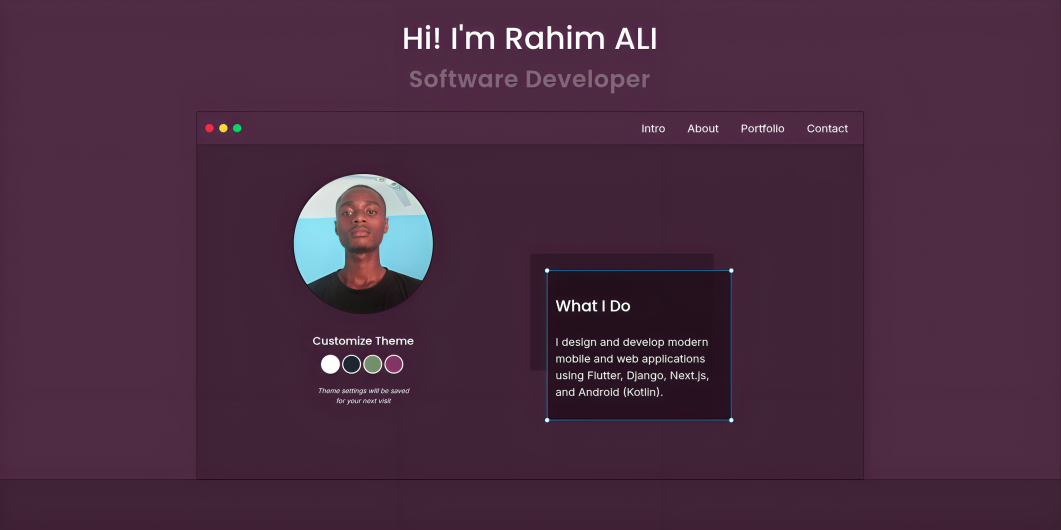 Hi! I'm Rahim ALI
Software Developer
Intro About Portfolio Contact
Customize Theme
Theme settings will be saved
for your next visit
What I Do
I design and develop modern
mobile and web applications
using Flutter, Django, Next.js,
and Android (Kotlin).